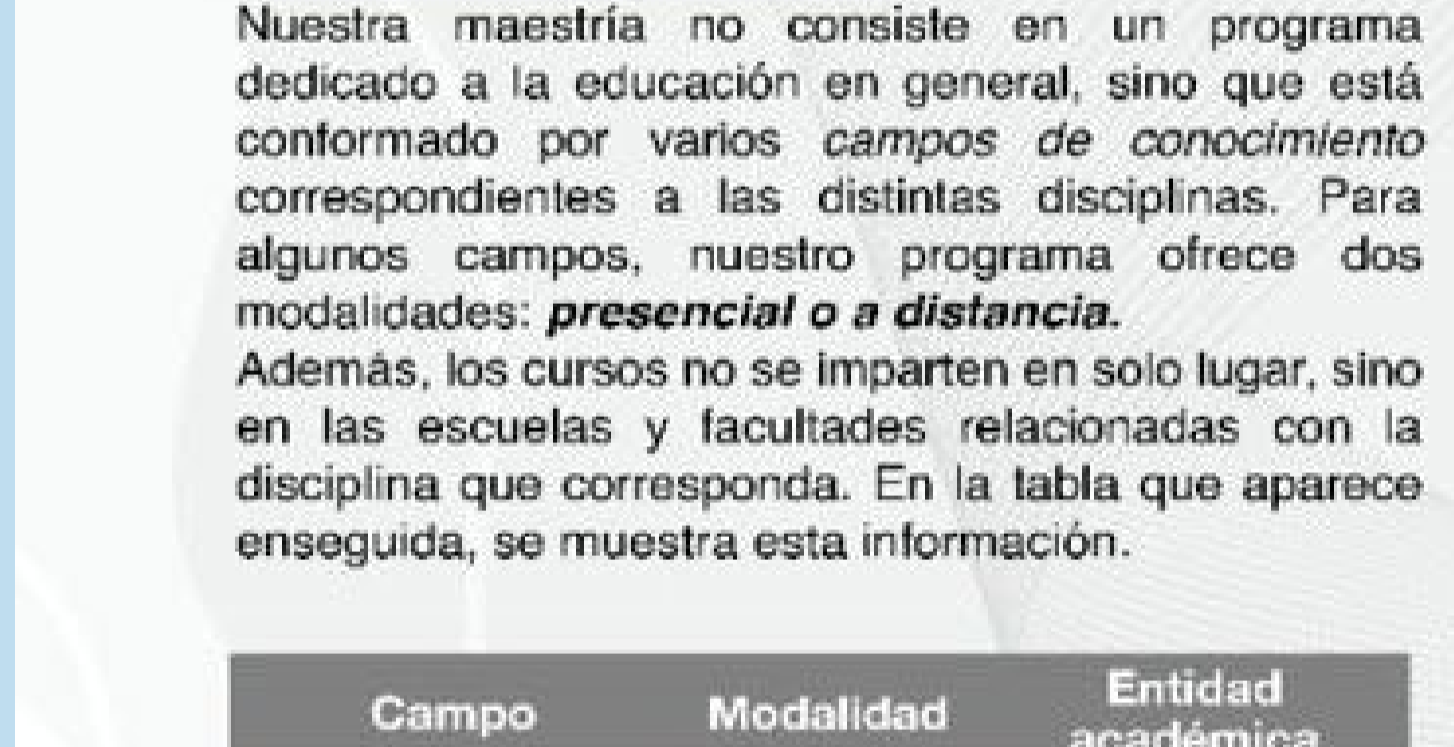 Nuestra maestría no consiste en un programa
dedicado a la educación en general, sino que está
conformado por varios campos de conocimiento
correspondientes a las distintas disciplinas. Para
algunos campos, nuestro programa ofrece dos
modalidades: presencial o a distancia.
Además, los cursos no se imparten en solo lugar, sino
en las escuelas y facultades relacionadas con la
disciplina que corresponda. En la tabla que aparece
enseguida, se muestra esta información.
Campo Modalidad Entidad
académica